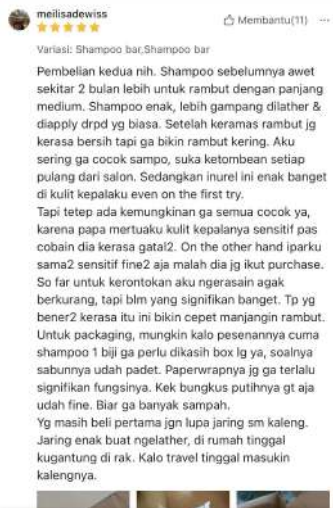 meilisadewiss
Membantu(11)
Variasi: Shampoo bar,Shampoo bar
Pembelian kedua nih. Shampoo sebelumnya awet
sekitar 2 bulan lebih untuk rambut dengan panjang
medium. Shampoo enak, lebih gampang dilather &
diapply drpd yg biasa. Setelah keramas rambut jg
kerasa bersih tapi ga bikin rambut kering. Aku
sering ga cocok sampo, suka ketombean setiap
pulang dari salon. Sedangkan inurel ini enak banget
di kulit kepalaku even on the first try.
Tapi tetep ada kemungkinan ga semua cocok ya,
karena papa mertuaku kulit kepalanya sensitif pas
cobain dia kerasa gatal2. On the other hand iparku
sama2 sensitif fine2 aja malah dia jg ikut purchase.
So far untuk kerontokan aku ngerasain agak
berkurang, tapi blm yang signifikan banget. Tp yg
bener2 kerasa itu ini bikin cepet manjangin rambut.
Untuk packaging, mungkin kalo pesenannya cuma
shampoo 1 biji ga perlu dikasih box lg ya, soalnya
sabunnya udah padet. Paperwrapnya jg ga terlalu
signifikan fungsinya. Kek bungkus putihnya gt aja
udah fine. Biar ga banyak sampah.
Yg masih beli pertama jgn lupa jaring sm kaleng.
Jaring enak buat ngelather, di rumah tinggal
kugantung di rak. Kalo travel tinggal masukin
kalengnya.